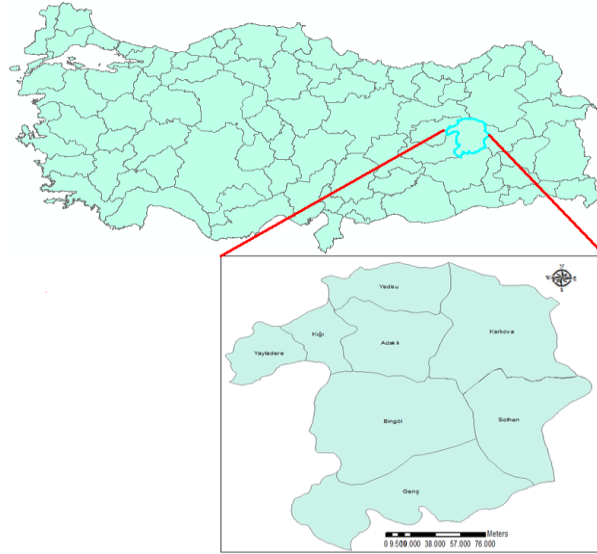 N
W E
S
Yedisu
Karlıova
Kığı
Adaklı
Yayladere
Bingöl
Solhan
Genç
Meters
0 9.500 19.000 38.000 57.000 76.000